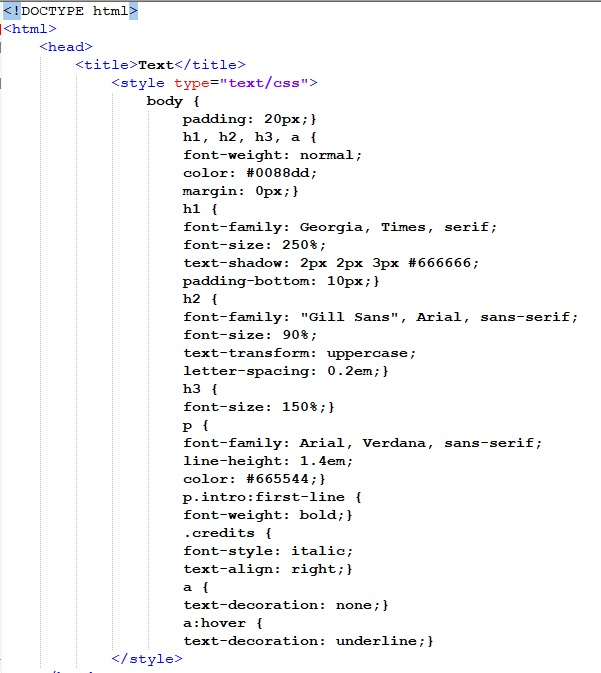 <!DOCTYPE html>
<html>
<head>
<title>Text</title>
<style type="text/css">
body {
padding: 20px;}
h1, h2, h3, a {
font-weight: normal;
color: #0088dd;
margin: 0px;}
h1 {
font-family: Georgia, Times, serif;
font-size: 250%;
text-shadow: 2px 2px 3px #666666;
padding-bottom: 10px;}
h2 {
font-family: "Gill Sans", Arial, sans-serif;
font-size: 90%;
text-transform: uppercase;
letter-spacing: 0.2em;}
h3 {
font-size: 150%;}
p {
font-family: Arial, Verdana, sans-serif;
line-height: 1.4em;
color: #665544;}
p.intro:first-line {
font-weight: bold;}
.credits {
font-style: italic;
text-align: right;}
a {
text-decoration: none;}
a:hover {
text-decoration: underline;}
</style>